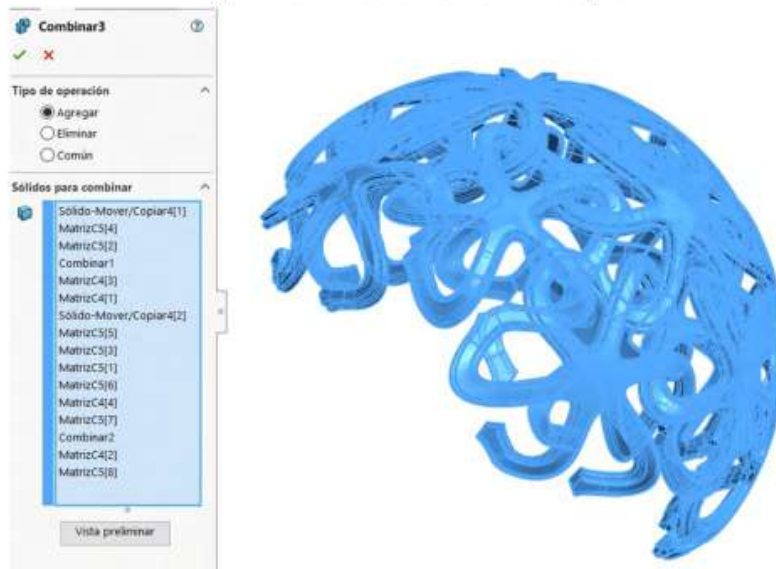 Combinar3
Tipo de operación
Agregar
Eliminar
Común
Sólidos para combinar
Sólido-Mover/Copiar4[1]
MatrizC5[4]
MatrizC5[2]
Combinar1
MatrizC4[3]
MatrizC4[1]
Sólido-Mover/Copiar4[2]
MatrizC5[5]
MatrizC5[3]
MatrizC5[1]
MatrizC5[6]
MatrizC4[4]
MatrizC5[7]
Combinar2
MatrizC4[2]
MatrizC5[8]
Vista preliminar